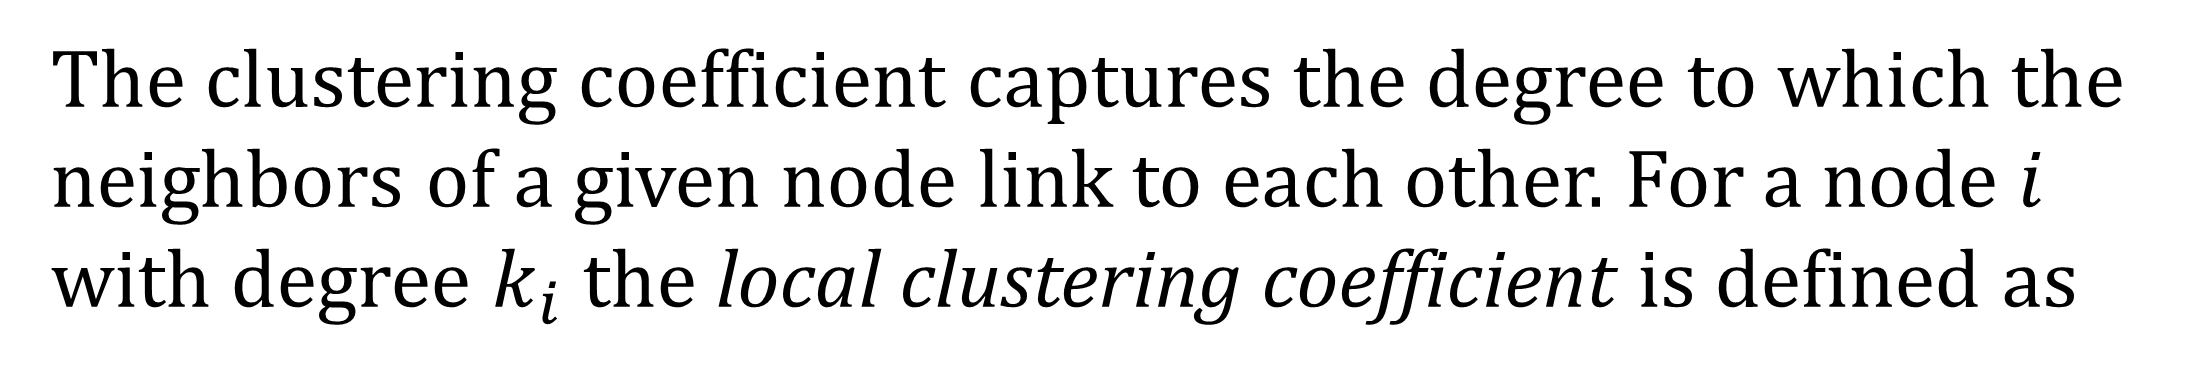 The clustering coefficient captures the degree to which the
neighbors of a given node link to each other. For a node i
with degree kᵢ the local clustering coefficient is defined as